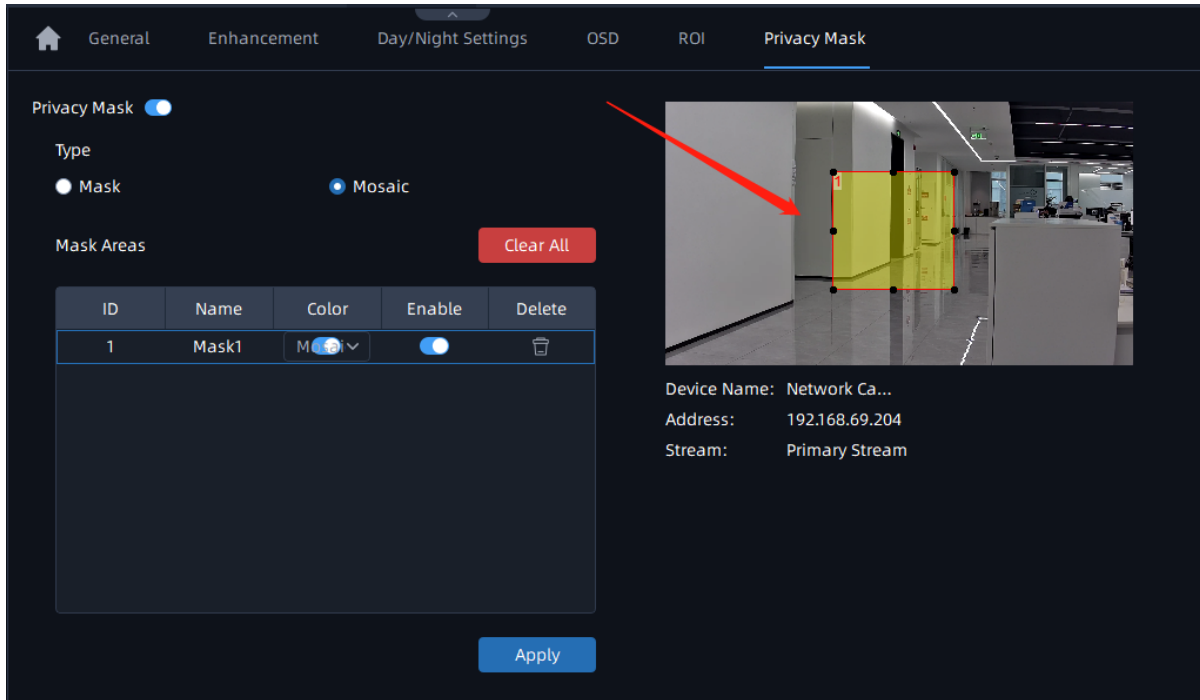 General Enhancement Day/Night Settings OSD ROI Privacy Mask
Privacy Mask
Type
Mask Mosaic
Mask Areas Clear All
ID Name Color Enable Delete
1 Mask1 Mosai
Apply
1
Device Name: Network Ca...
Address: 192.168.69.204
Stream: Primary Stream